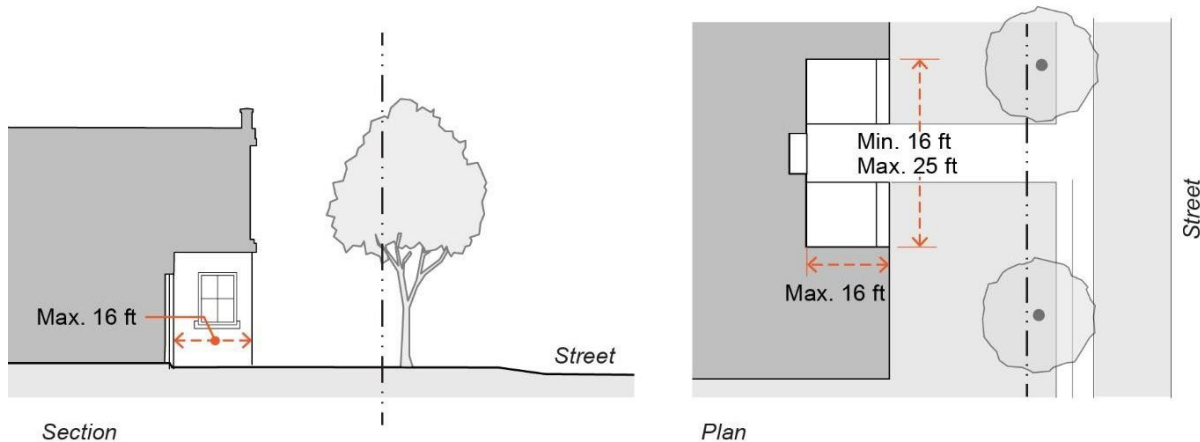 Max. 16 ft
Street
Section
Min. 16 ft
Max. 25 ft
Max. 16 ft
Street
Plan